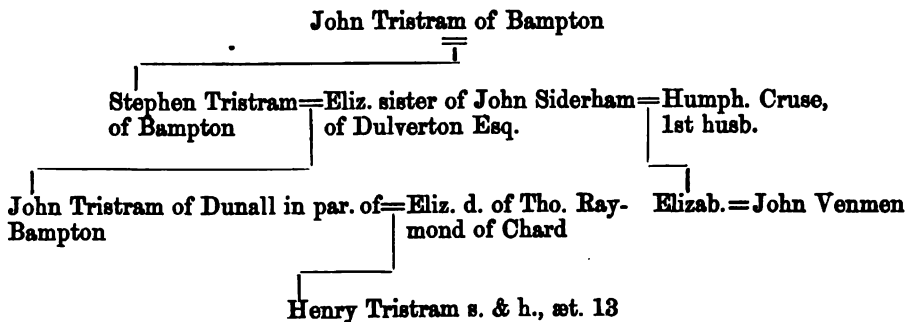 John Tristram of Bampton
Stephen Tristram=Eliz. sister of John Siderham=Humph. Cruse,
of Bampton of Dulverton Esq. 1st husb.
John Tristram of Dunall in par. of=Eliz. d. of Tho. Ray- Elizab.=John Venmen
Bampton mond of Chard
Henry Tristram s. & h., æt. 13